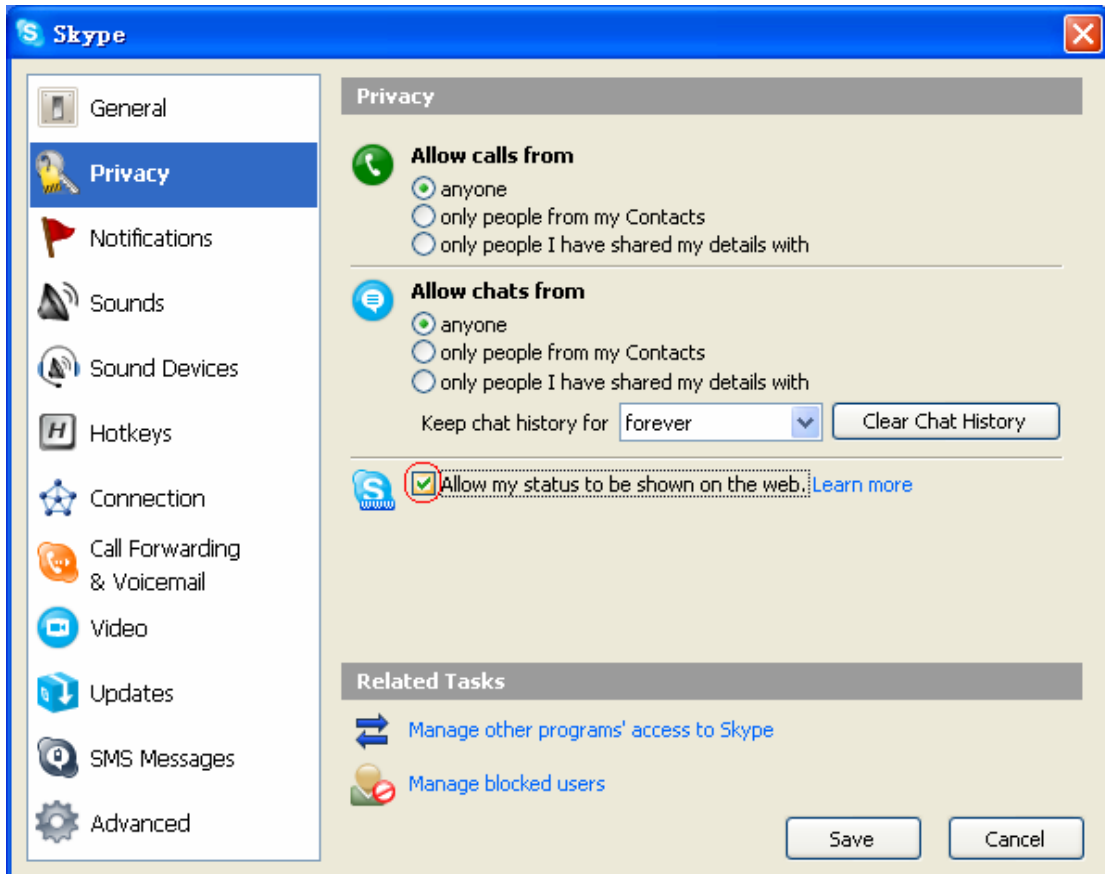 Skype
General
Privacy
Notifications
Sounds
Sound Devices
Hotkeys
Connection
Call Forwarding
& Voicemail
Video
Updates
SMS Messages
Advanced
Privacy
Allow calls from
anyone
only people from my Contacts
only people I have shared my details with
Allow chats from
anyone
only people from my Contacts
only people I have shared my details with
Keep chat history for forever Clear Chat History
Allow my status to be shown on the web. Learn more
Related Tasks
Manage other programs' access to Skype
Manage blocked users
Save Cancel